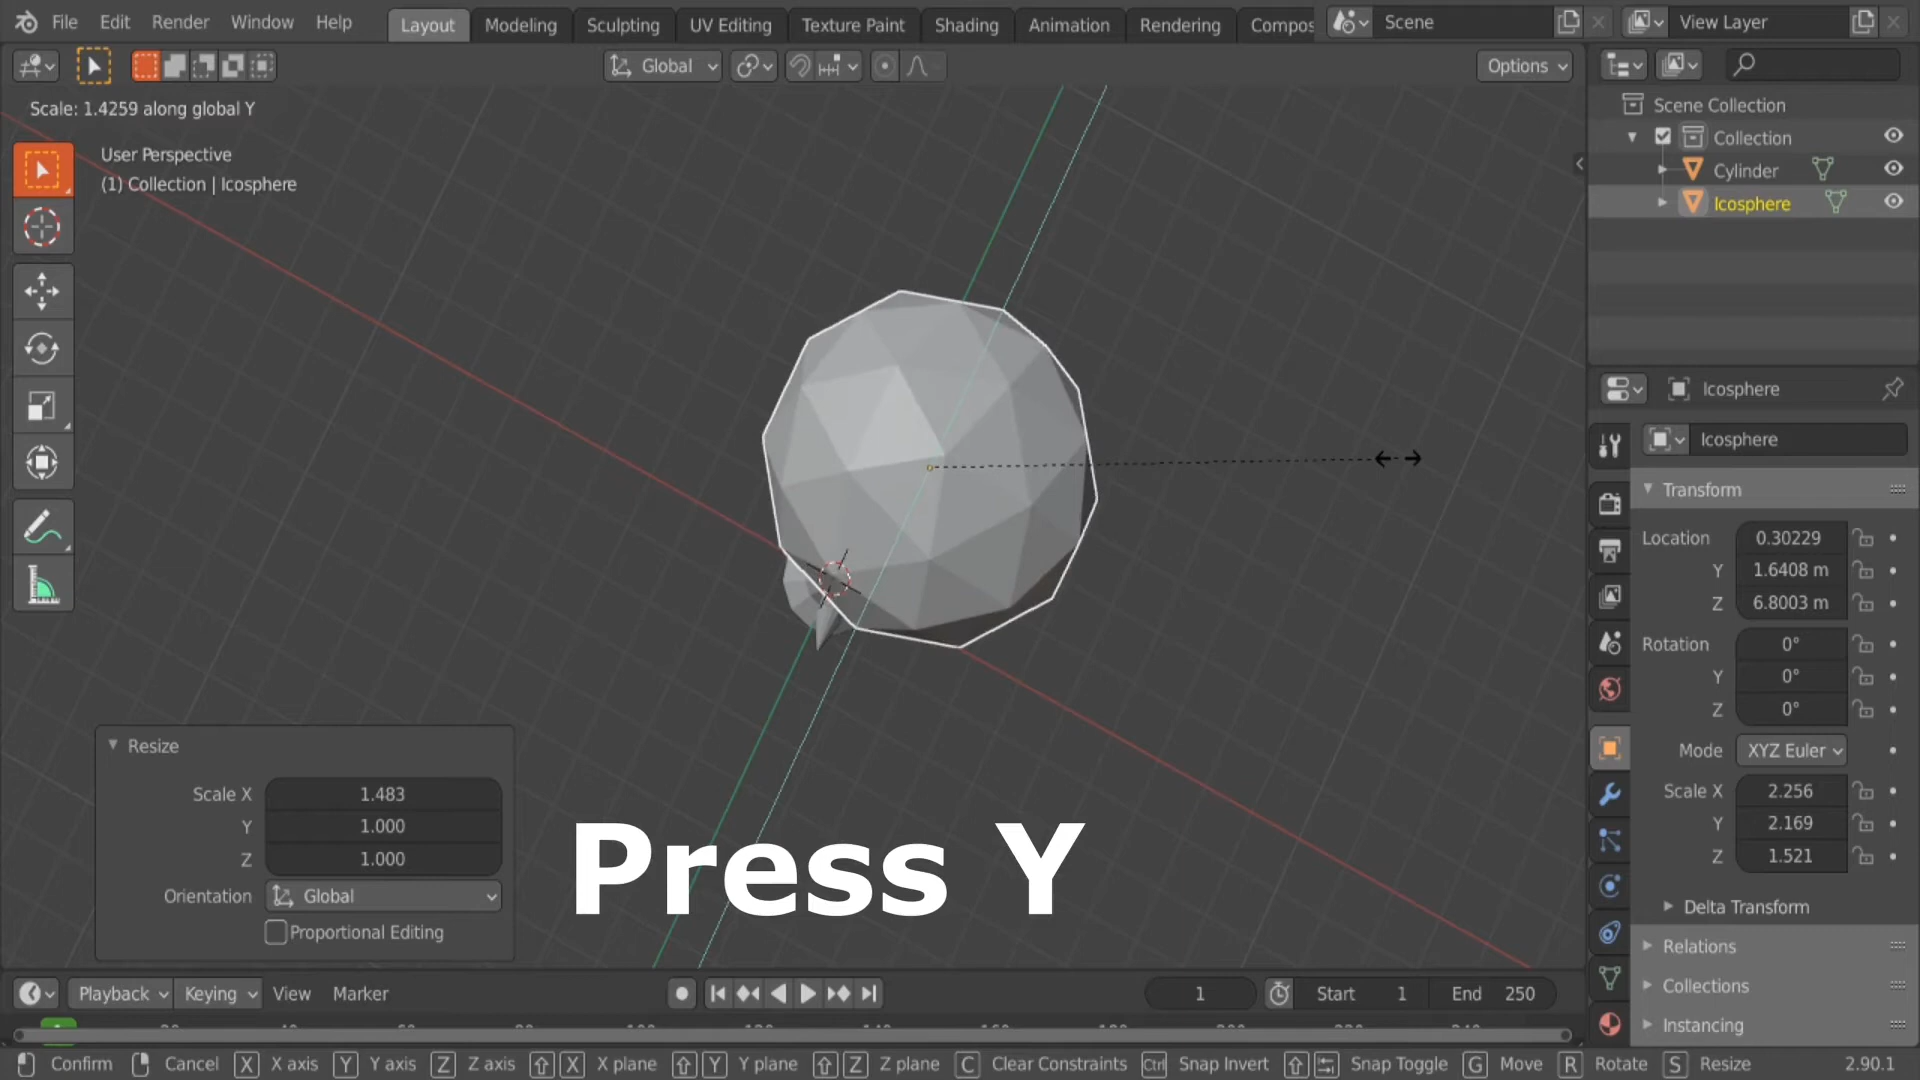 File Edit Render Window Help Layout Modeling Sculpting UV Editing Texture Paint Shading Animation Rendering Compos Scene View Layer
Global Options
Scale: 1.4259 along global Y
User Perspective
(1) Collection | Icosphere
Scene Collection
Collection
Cylinder
Icosphere
Icosphere
Icosphere
Transform
Location 0.30229
Y 1.6408 m
Z 6.8003 m
Rotation 0°
Y 0°
Z 0°
Mode XYZ Euler
Scale X 2.256
Y 2.169
Z 1.521
Delta Transform
Relations
Collections
Instancing
Resize
Scale X 1.483
Y 1.000
Z 1.000
Orientation Global
Proportional Editing
Press Y
Playback Keying View Marker 1 Start 1 End 250
Confirm Cancel X X axis Y Y axis Z Z axis X X plane Y Y plane Z Z plane C Clear Constraints Ctrl Snap Invert Snap Toggle G Move R Rotate S Resize 2.90.1